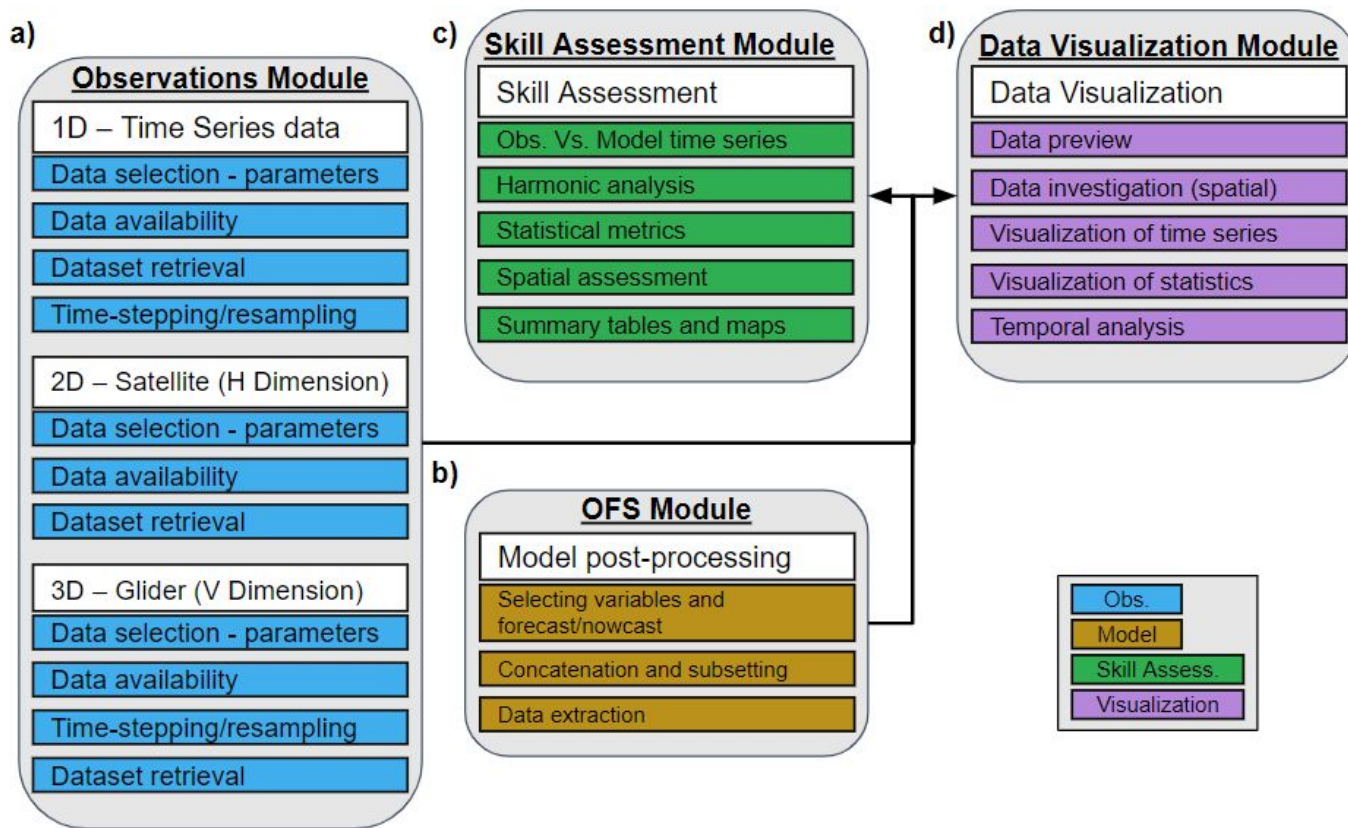 a)
Observations Module
1D – Time Series data
Data selection - parameters
Data availability
Dataset retrieval
Time-stepping/resampling
2D – Satellite (H Dimension)
Data selection - parameters
Data availability
Dataset retrieval
3D – Glider (V Dimension)
Data selection - parameters
Data availability
Time-stepping/resampling
Dataset retrieval
b)
OFS Module
Model post-processing
Selecting variables and
forecast/nowcast
Concatenation and subsetting
Data extraction
c)
Skill Assessment Module
Skill Assessment
Obs. Vs. Model time series
Harmonic analysis
Statistical metrics
Spatial assessment
Summary tables and maps
d)
Data Visualization Module
Data Visualization
Data preview
Data investigation (spatial)
Visualization of time series
Visualization of statistics
Temporal analysis
Obs.
Model
Skill Assess.
Visualization